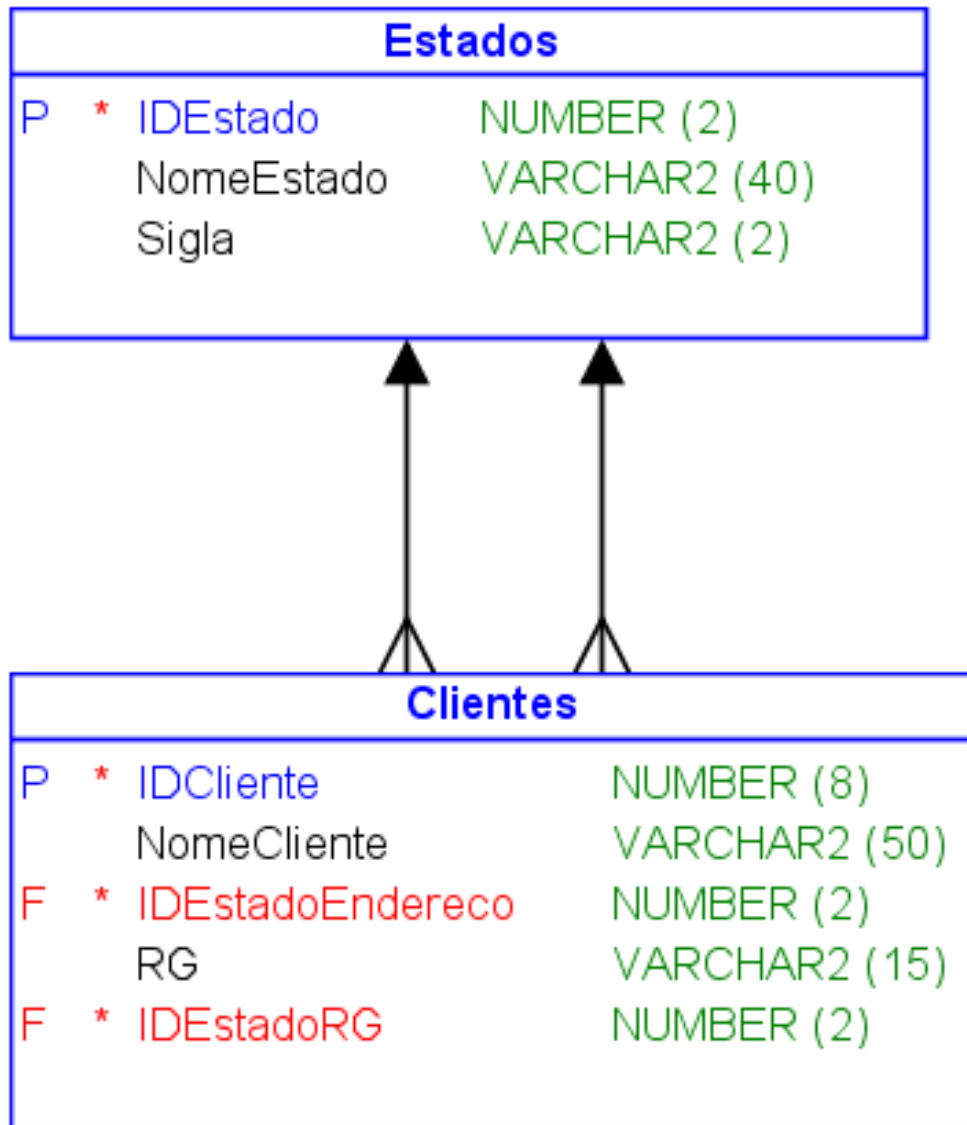 Estados
P * IDEstado NUMBER (2)
NomeEstado VARCHAR2 (40)
Sigla VARCHAR2 (2)
Clientes
P * IDCliente NUMBER (8)
NomeCliente VARCHAR2 (50)
F * IDEstadoEndereco NUMBER (2)
RG VARCHAR2 (15)
F * IDEstadoRG NUMBER (2)